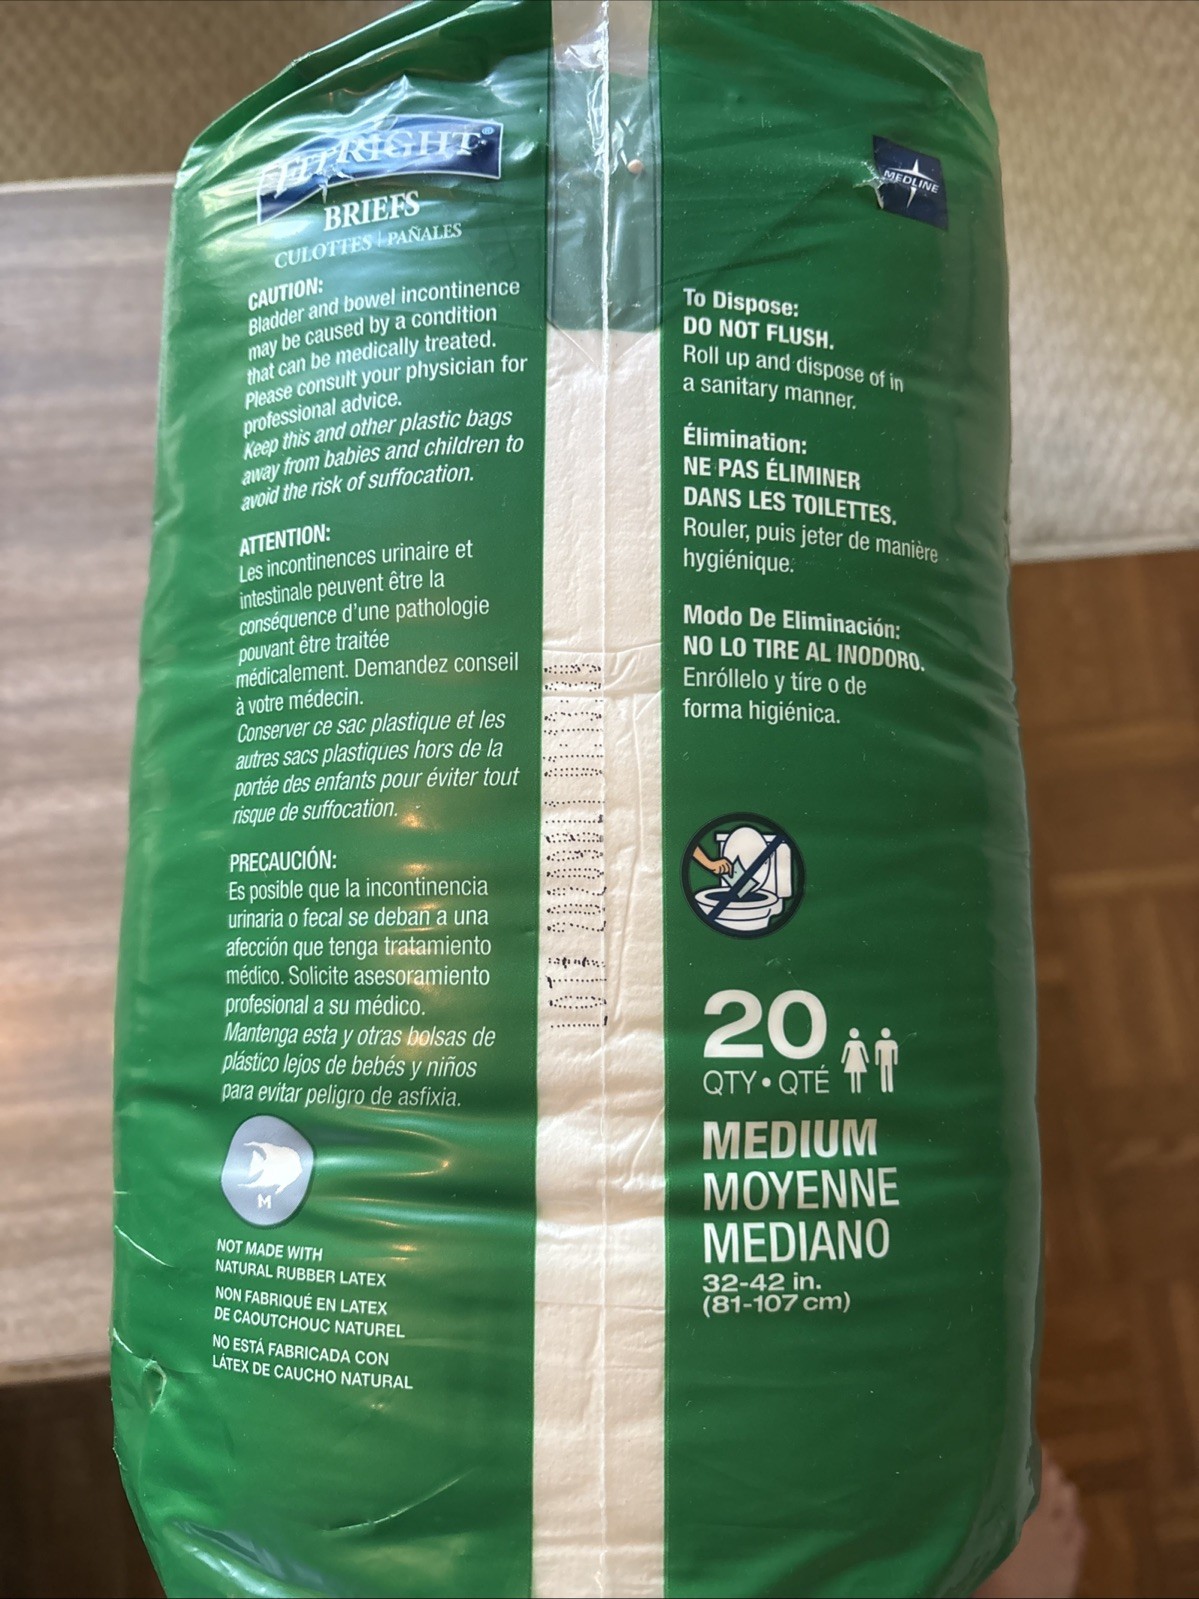 FITRIGHT®
BRIEFS
CULOTTES | PAÑALES
CAUTION:
Bladder and bowel incontinence
may be caused by a condition
that can be medically treated.
Please consult your physician for
professional advice.
Keep this and other plastic bags
away from babies and children to
avoid the risk of suffocation.
ATTENTION:
Les incontinences urinaire et
intestinale peuvent être la
conséquence d'une pathologie
pouvant être traitée
médicalement. Demandez conseil
à votre médecin.
Conserver ce sac plastique et les
autres sacs plastiques hors de la
portée des enfants pour éviter tout
risque de suffocation.
PRECAUCIÓN:
Es posible que la incontinencia
urinaria o fecal se deban a una
afección que tenga tratamiento
médico. Solicite asesoramiento
profesional a su médico.
Mantenga esta y otras bolsas de
plástico lejos de bebés y niños
para evitar peligro de asfixia.
M
NOT MADE WITH
NATURAL RUBBER LATEX
NON FABRIQUÉ EN LATEX
DE CAOUTCHOUC NATUREL
NO ESTÁ FABRICADA CON
LÁTEX DE CAUCHO NATURAL
LOT#
MEDLINE
To Dispose:
DO NOT FLUSH.
Roll up and dispose of in
a sanitary manner.
Élimination:
NE PAS ÉLIMINER
DANS LES TOILETTES.
Rouler, puis jeter de manière
hygiénique.
Modo De Eliminación:
NO LO TIRE AL INODORO.
Enróllelo y tire o de
forma higiénica.
20
QTY • QTÉ
MEDIUM
MOYENNE
MEDIANO
32-42 in.
(81-107 cm)